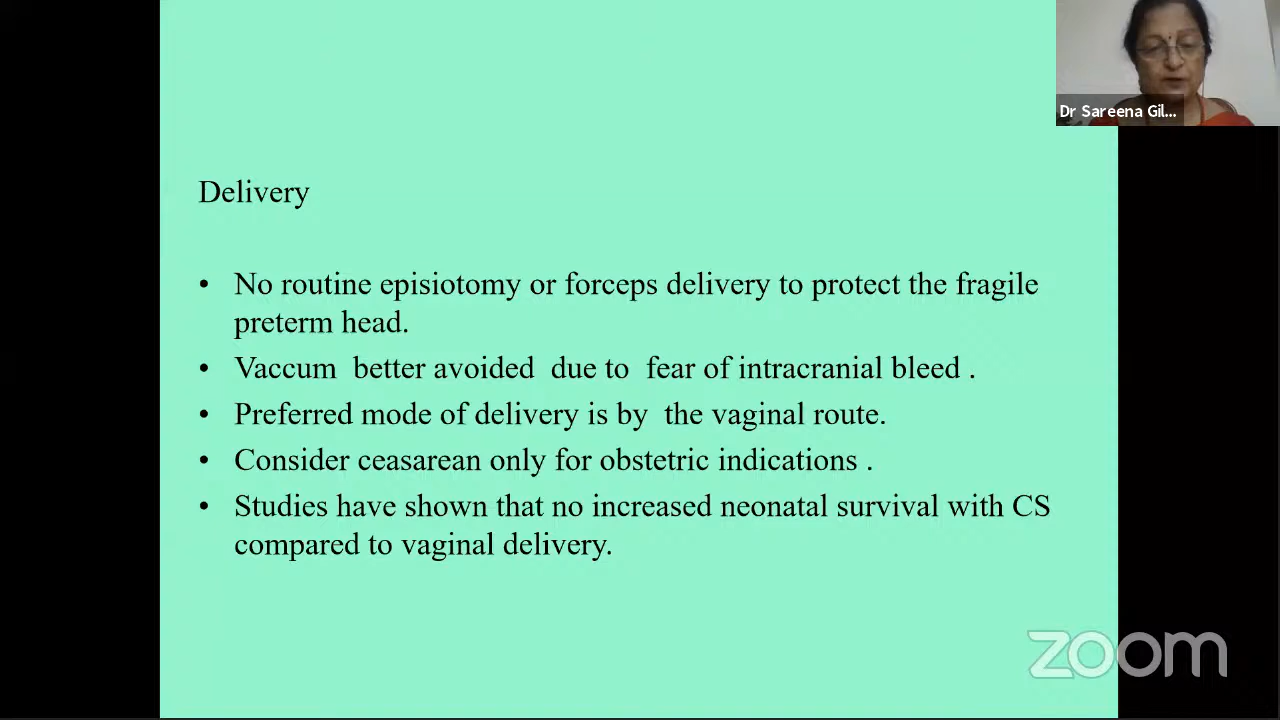 Dr Sareena Gil...
Delivery
• No routine episiotomy or forceps delivery to protect the fragile
preterm head.
• Vaccum better avoided due to fear of intracranial bleed .
• Preferred mode of delivery is by the vaginal route.
• Consider ceasarean only for obstetric indications .
• Studies have shown that no increased neonatal survival with CS
compared to vaginal delivery.
zoom